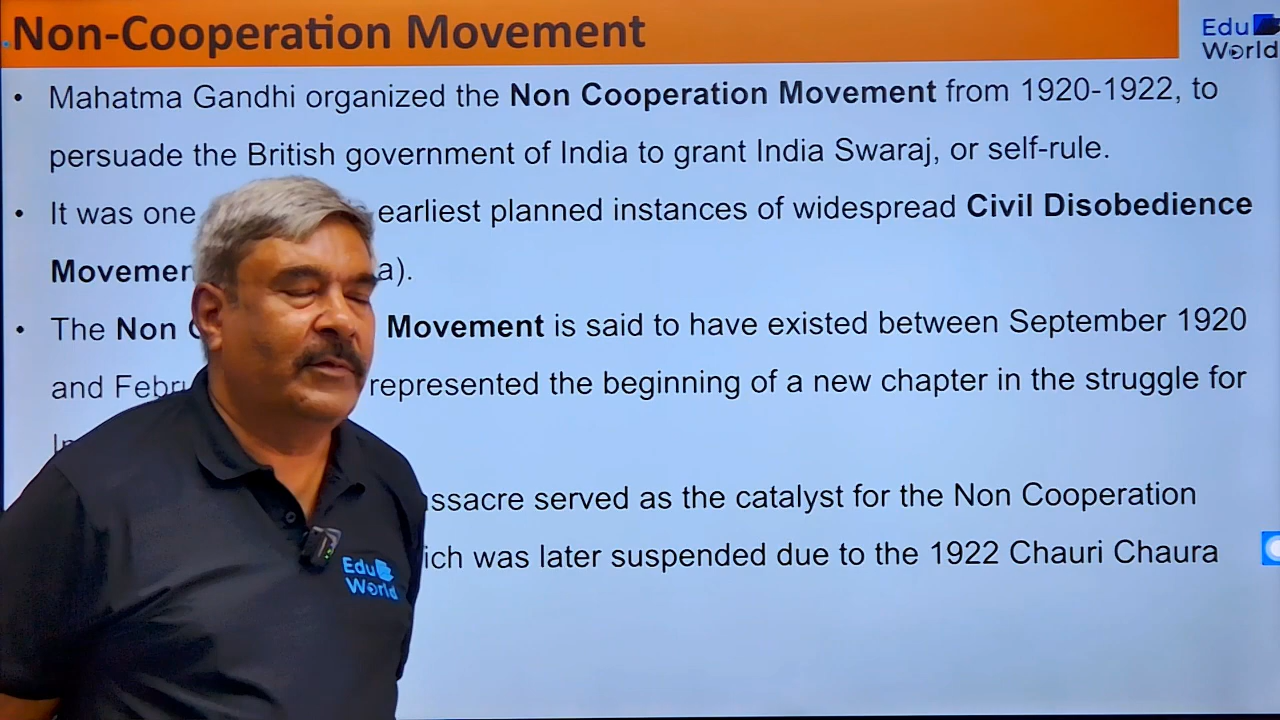 Non-Cooperation Movement
Edu
World
• Mahatma Gandhi organized the Non Cooperation Movement from 1920-1922, to
persuade the British government of India to grant India Swaraj, or self-rule.
• It was one earliest planned instances of widespread Civil Disobedience
a).
• The Non Movement is said to have existed between September 1920
and represented the beginning of a new chapter in the struggle for
served as the catalyst for the Non Cooperation
was later suspended due to the 1922 Chauri Chaura
Edu
World